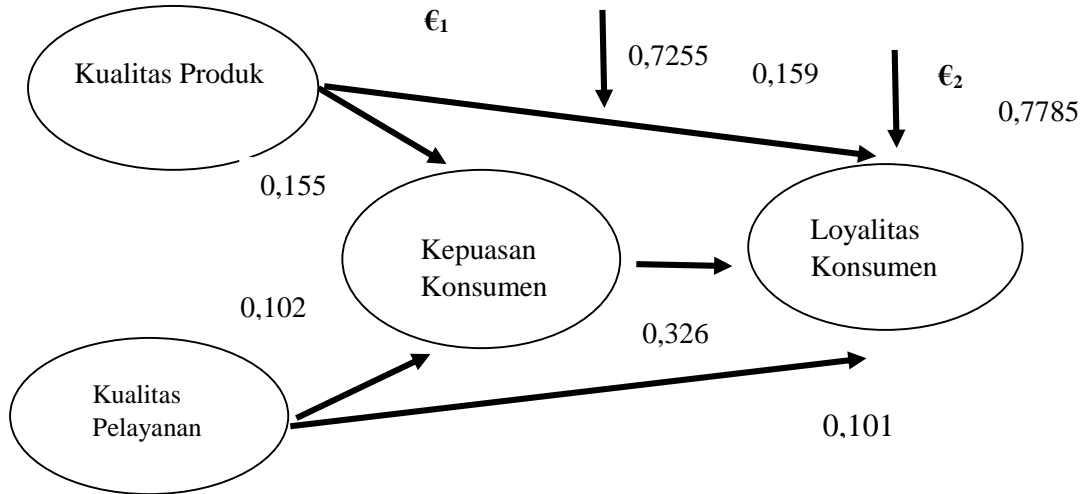 €1
0,7255
0,159
€2
0,7785
Kualitas Produk
0,155
Kepuasan
Konsumen
Loyalitas
Konsumen
0,102
0,326
Kualitas
Pelayanan
0,101